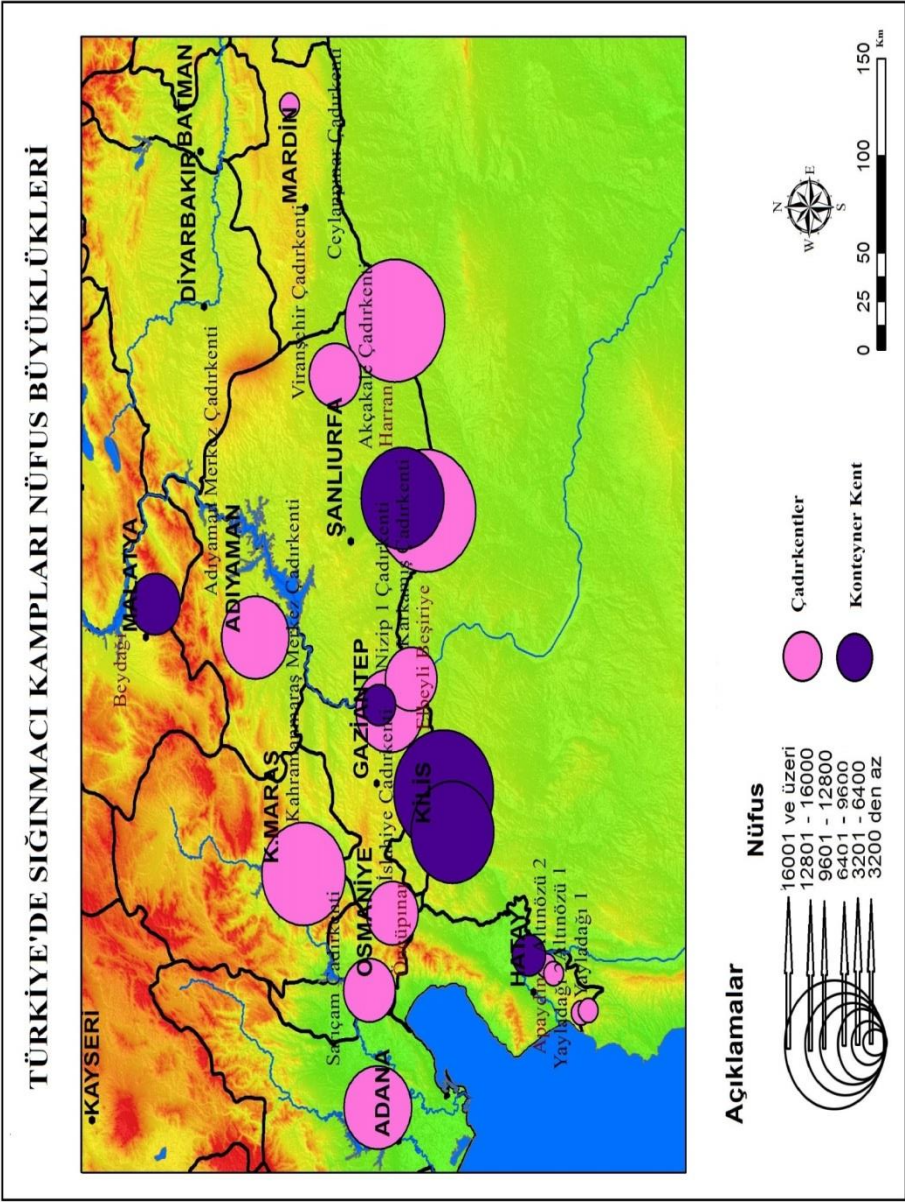 TÜRKİYE'DE SIĞINMACI KAMPLARI NÜFUS BÜYÜKLÜKLERİ
KAYSERİ
MALATYA
Beydağı
DİYARBAKIR
BATMAN
Adıyaman Merkez Çadırkenti
ADIYAMAN
K.MARAŞ
Kahramanmaraş Merkez Çadırkenti
MARDİN
Viranşehir Çadırkenti
Ceylanpınar Çadırkenti
Sarıçam Çadırkenti
ADANA
OSMANİYE
İslahiye Çadırkenti
GAZİANTEP
Nizip 1 Çadırkenti
Karkamış Çadırkenti
ŞANLIURFA
Akçakale Çadırkenti
Harran
Elbeyli Beşiriye
KİLİS
HATAY
Apaydın
Altınözü 2
Yayladağı
Altınözü 1
Yayladağı 1
Açıklamalar
Nüfus
16001 ve üzeri
12801 - 16000
9601 - 12800
6401 - 9600
3201 - 6400
3200 den az
Çadırkentler
Konteyner Kent
N
W
E
S
0 25 50 100 150
Km